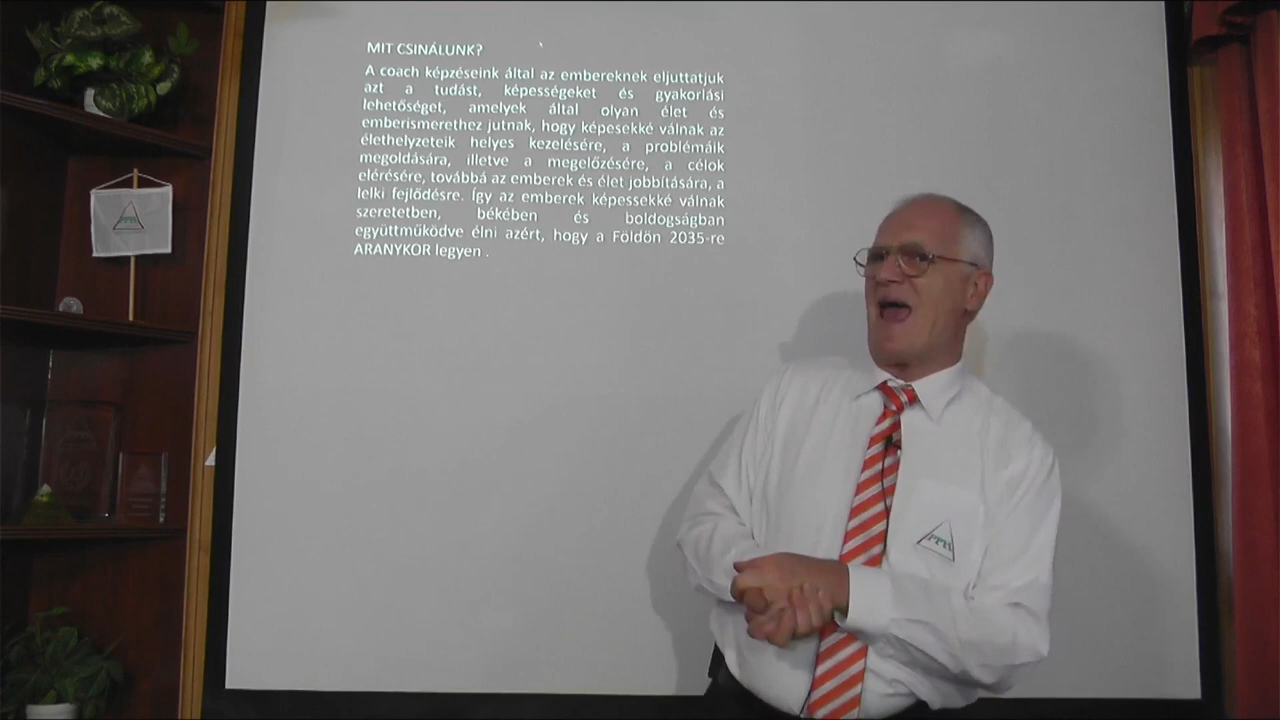 MIT CSINÁLUNK?
A coach képzéseink által az embereknek eljuttatjuk
azt a tudást, képességeket és gyakorlási
lehetőséget, amelyek által olyan élet és
emberismerethez jutnak, hogy képesekké válnak az
élethelyzeteik helyes kezelésére, a problémáik
megoldására, illetve a megelőzésére, a célok
elérésére, továbbá az emberek és élet jobbítására, a
lelki fejlődésre. Így az emberek képessekké válnak
szeretetben, békében és boldogságban
együttműködve élni azért, hogy a Földön 2035-re
ARANYKOR legyen .